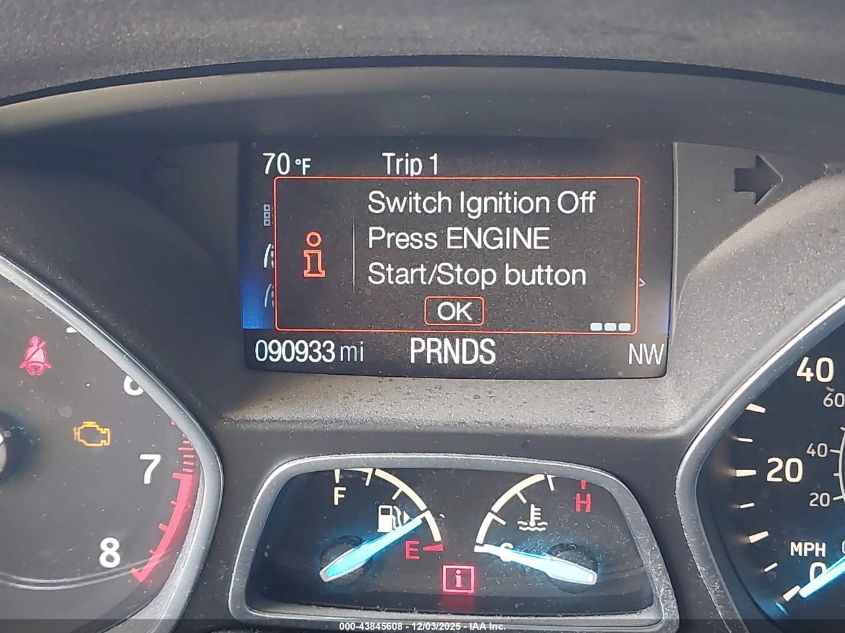 70 °F Trip 1
Switch Ignition Off
Press ENGINE
Start/Stop button
OK
090933 mi PRNDS NW
6
7
8
F
E
H
40
60
20
40
20
MPH
0
000-43845608 - 12/03/2025 - IAA Inc.